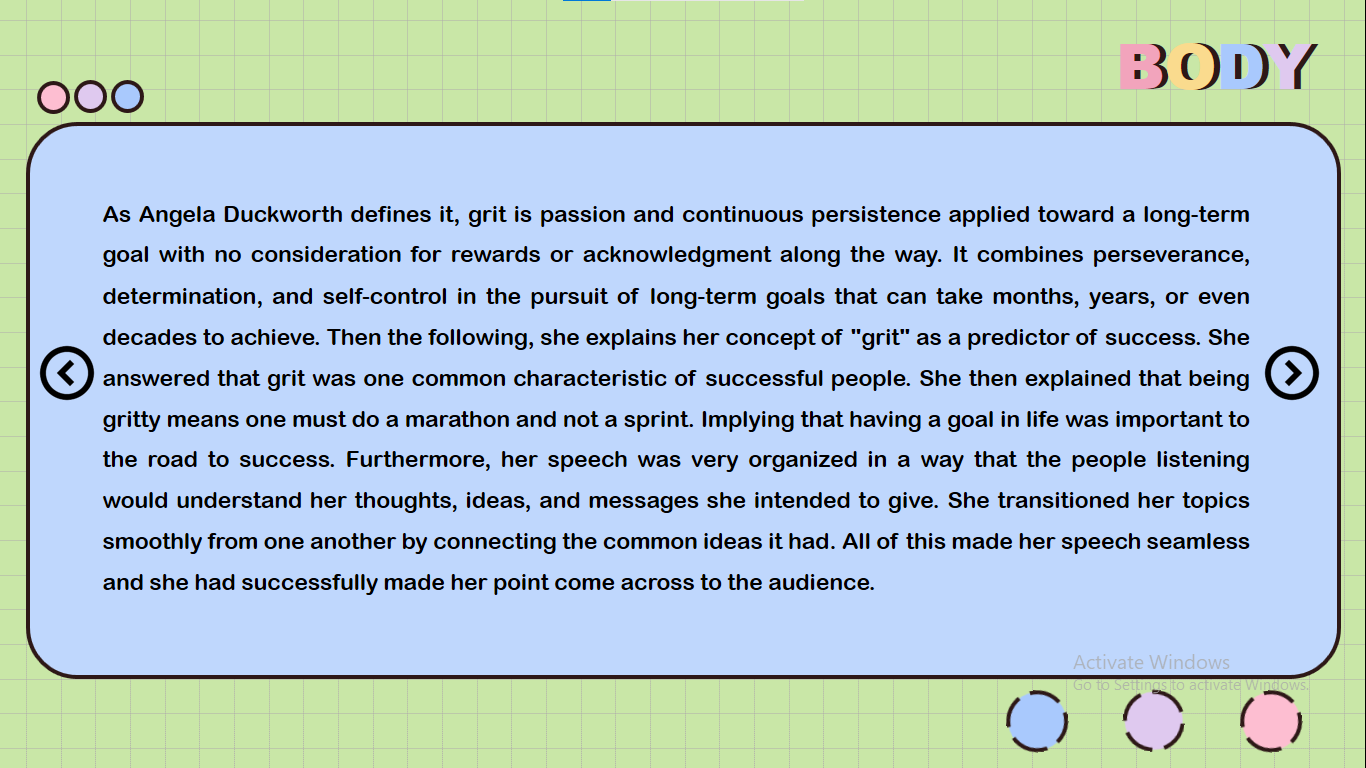 BODY
As Angela Duckworth defines it, grit is passion and continuous persistence applied toward a long-term
goal with no consideration for rewards or acknowledgment along the way. It combines perseverance,
determination, and self-control in the pursuit of long-term goals that can take months, years, or even
decades to achieve. Then the following, she explains her concept of "grit" as a predictor of success. She
answered that grit was one common characteristic of successful people. She then explained that being
gritty means one must do a marathon and not a sprint. Implying that having a goal in life was important to
the road to success. Furthermore, her speech was very organized in a way that the people listening
would understand her thoughts, ideas, and messages she intended to give. She transitioned her topics
smoothly from one another by connecting the common ideas it had. All of this made her speech seamless
and she had successfully made her point come across to the audience.
Activate Windows
Go to Settings to activate Windows.